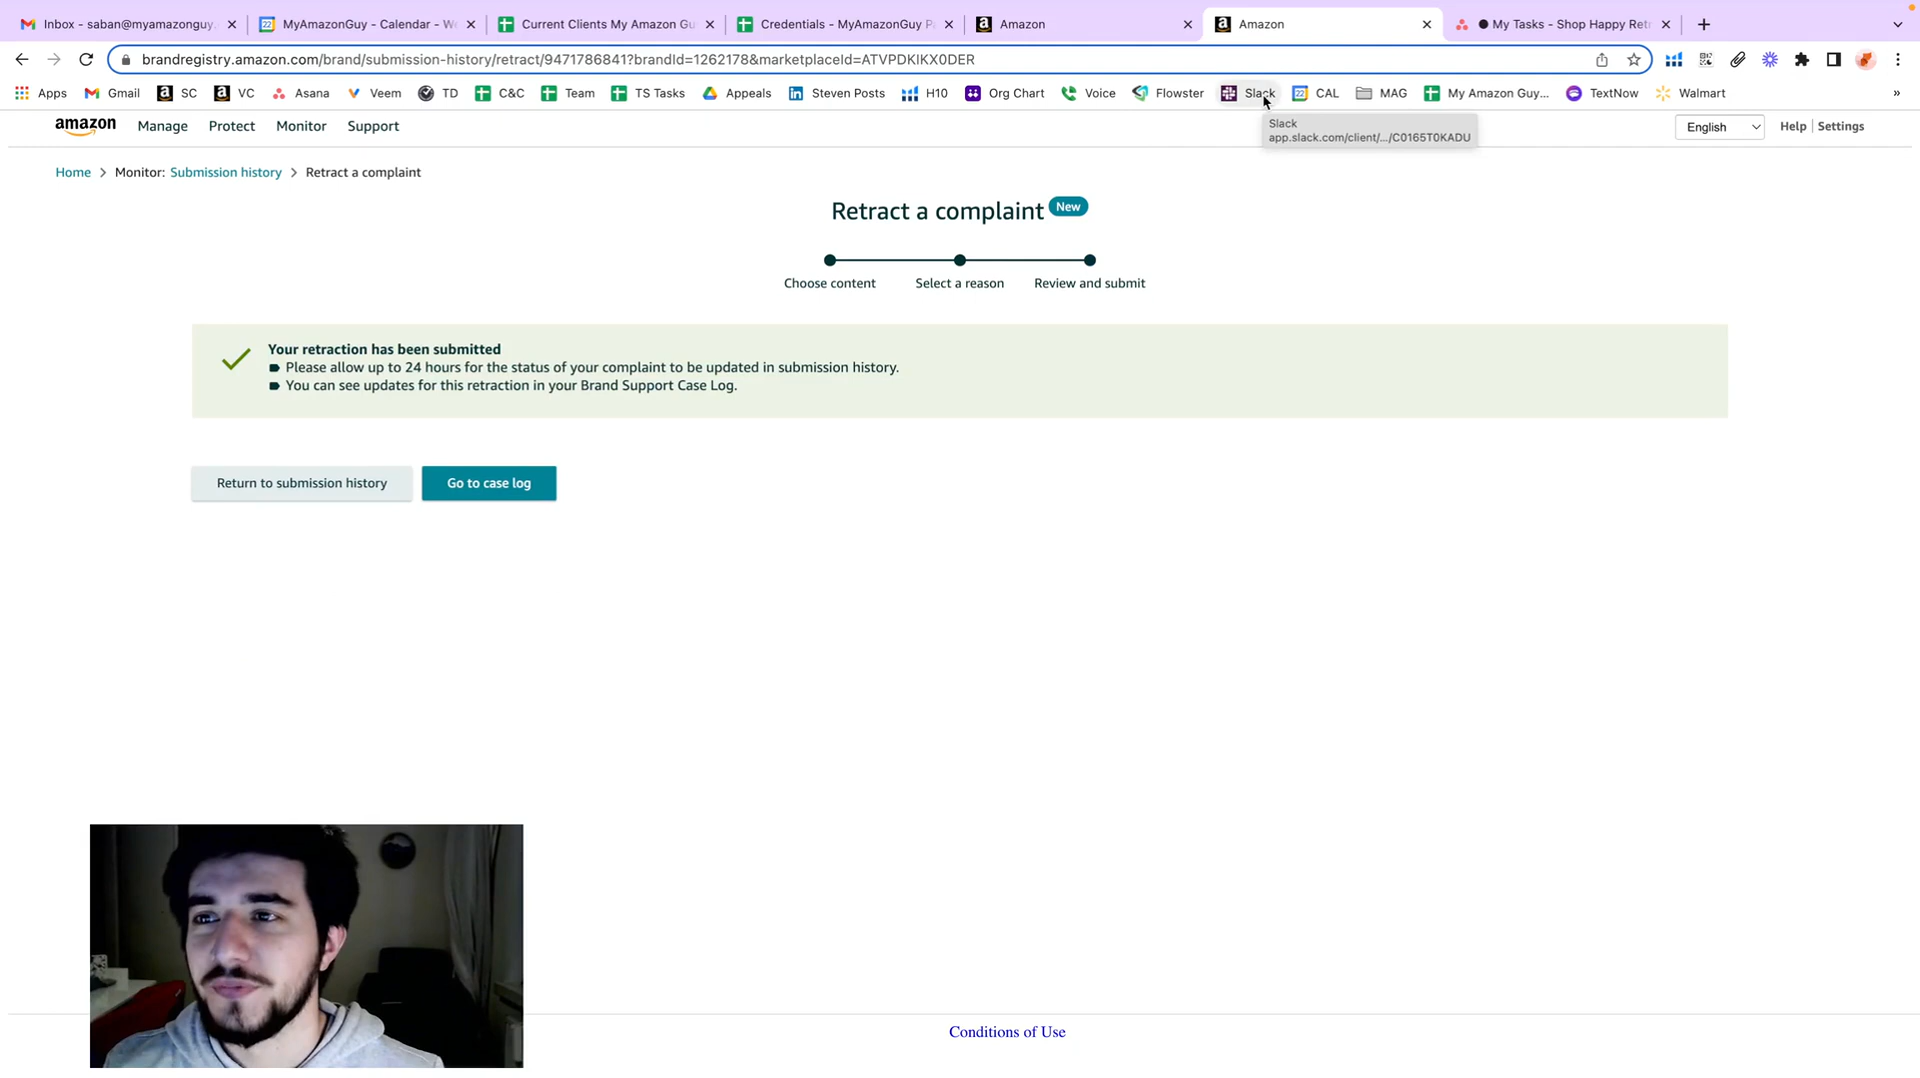 Inbox - saban@myamazonguy.
MyAmazonGuy - Calendar - We
Current Clients My Amazon Gu
Credentials - MyAmazonGuy P
Amazon
Amazon
My Tasks - Shop Happy Retr
brandregistry.amazon.com/brand/submission-history/retract/9471786841?brandId=1262178&marketplaceId=ATVPDKIKX0DER
Apps
Gmail
SC
VC
Asana
Veem
TD
C&C
Team
TS Tasks
Appeals
Steven Posts
H10
Org Chart
Voice
Flowster
Slack
CAL
MAG
My Amazon Guy...
TextNow
Walmart
»
amazon
Manage
Protect
Monitor
Support
Slack
app.slack.com/client/.../C0165T0KADU
English
Help | Settings
Home > Monitor: Submission history > Retract a complaint
Retract a complaint New
Choose content
Select a reason
Review and submit
Your retraction has been submitted
Please allow up to 24 hours for the status of your complaint to be updated in submission history.
You can see updates for this retraction in your Brand Support Case Log.
Return to submission history
Go to case log
Conditions of Use